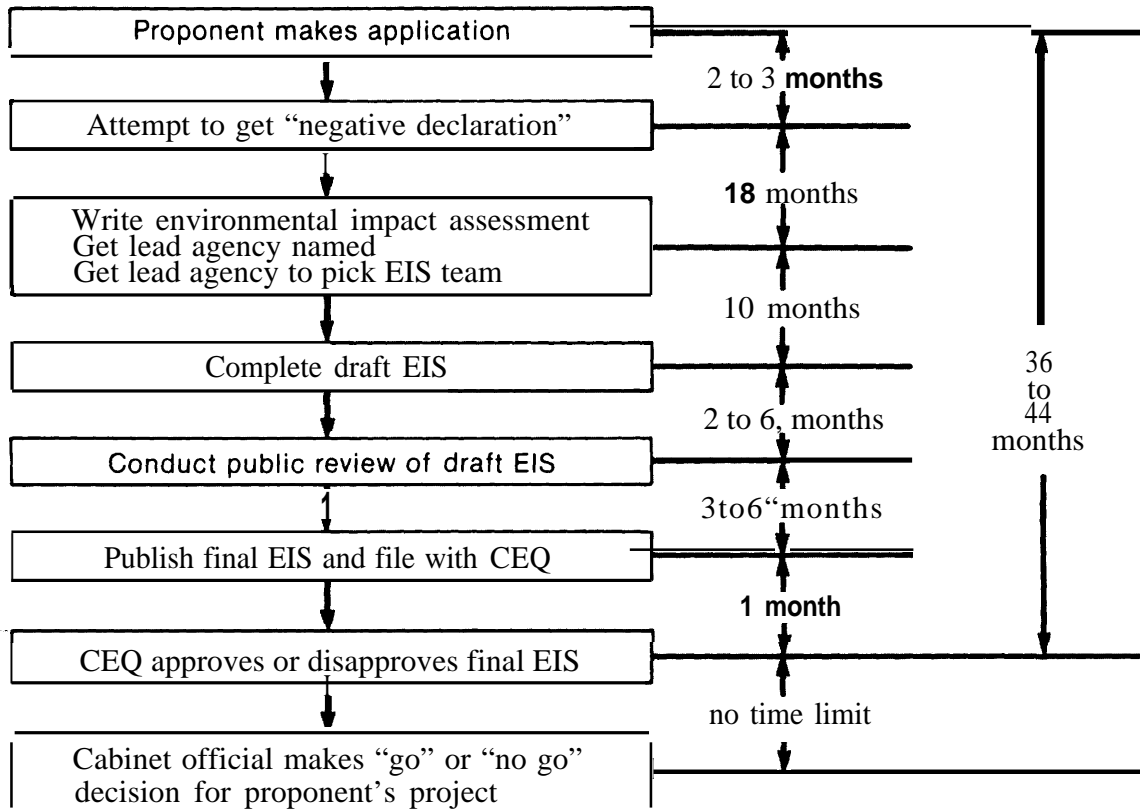 Proponent makes application
2 to 3 months
Attempt to get “negative declaration”
18 months
Write environmental impact assessment
Get lead agency named
Get lead agency to pick EIS team
10 months
Complete draft EIS
36
to
44
months
2 to 6, months
Conduct public review of draft EIS
1
3to6“months
Publish final EIS and file with CEQ
1 month
CEQ approves or disapproves final EIS
no time limit
Cabinet official makes “go” or “no go”
decision for proponent’s project